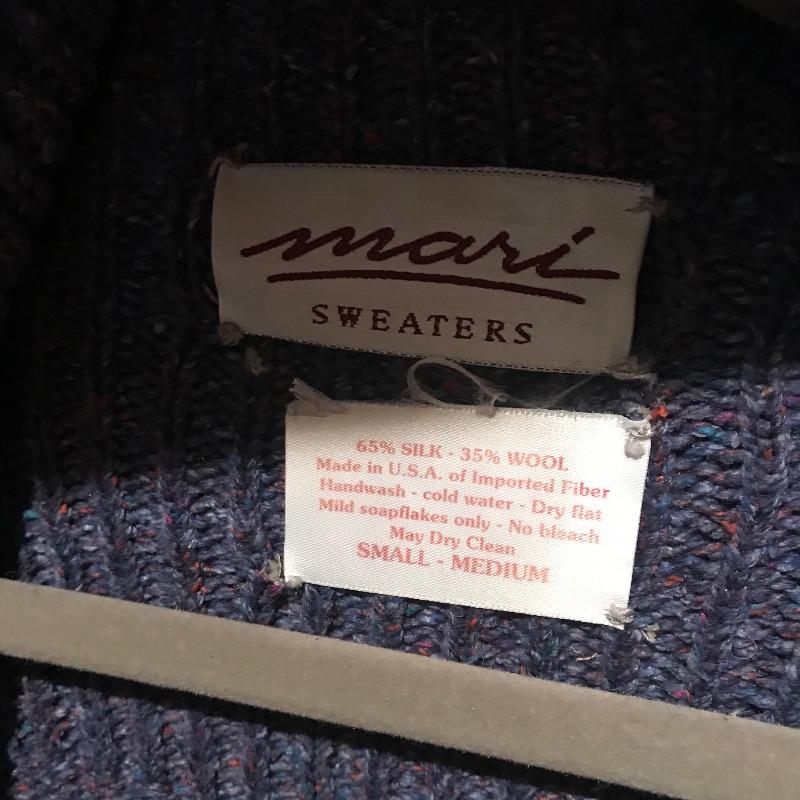 mari
SWEATERS
65% SILK - 35% WOOL
Made in U.S.A. of Imported Fiber
Handwash - cold water - Dry flat
Mild soapflakes only - No bleach
May Dry Clean
SMALL - MEDIUM